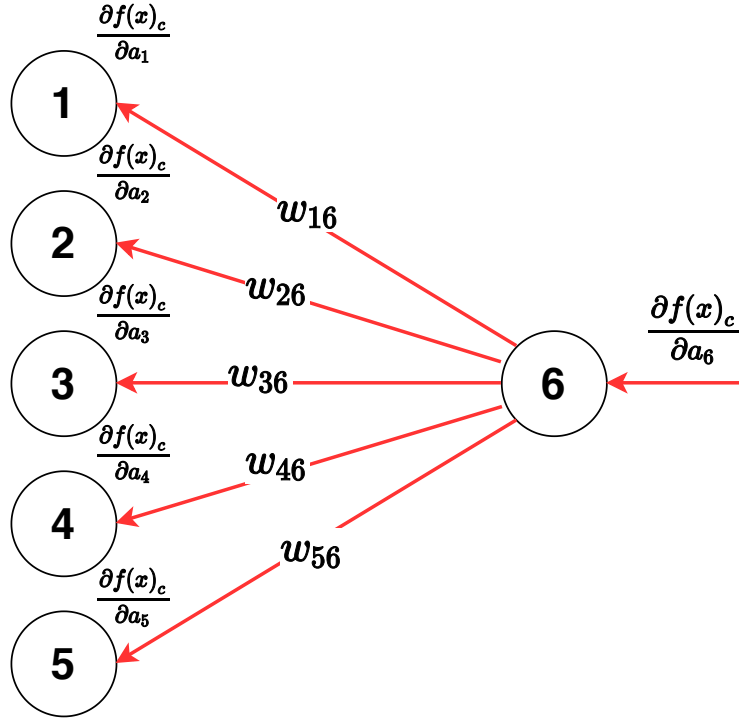 ∂f(x)_c / ∂a_1
1
∂f(x)_c / ∂a_2
w_16
2
w_26
∂f(x)_c / ∂a_3
∂f(x)_c / ∂a_6
3
w_36
6
∂f(x)_c / ∂a_4
w_46
4
w_56
∂f(x)_c / ∂a_5
5